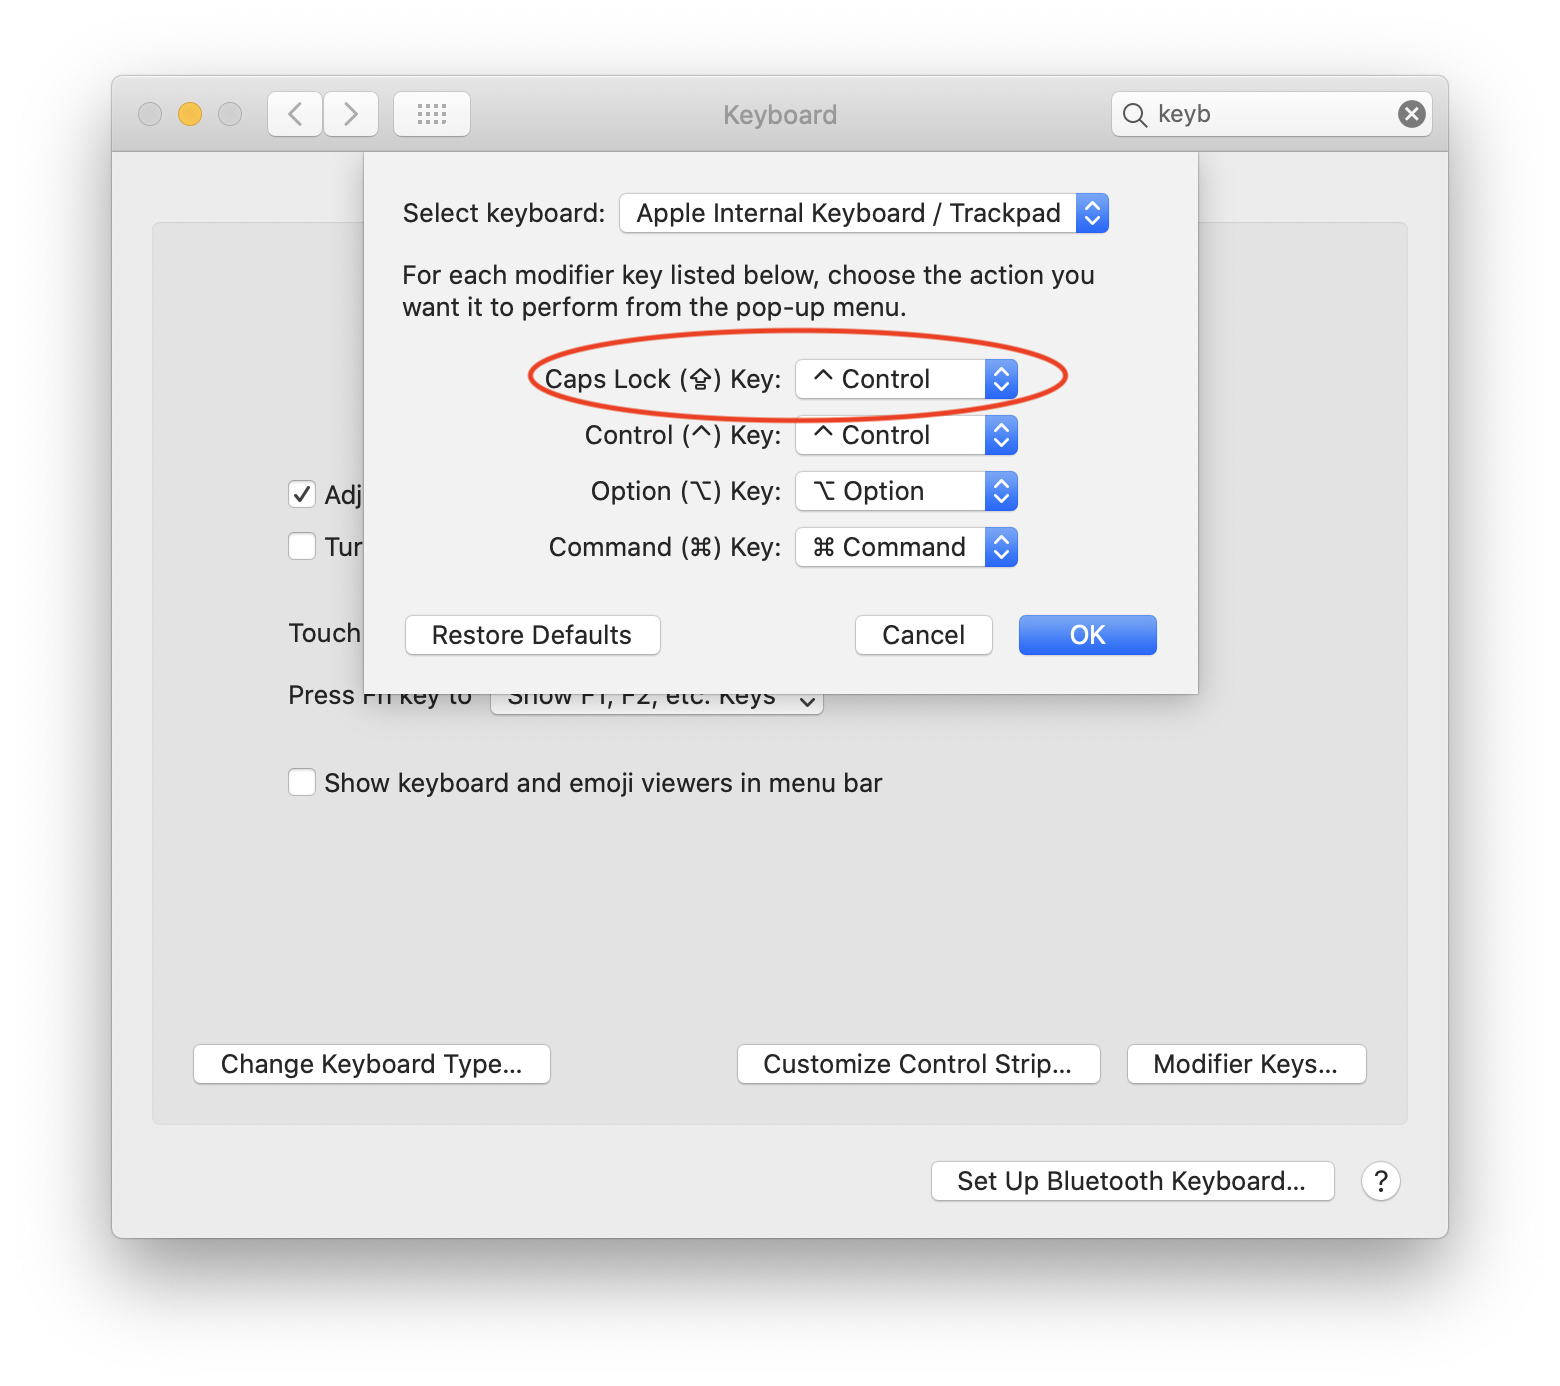 Keyboard
keyb
Select keyboard: Apple Internal Keyboard / Trackpad
For each modifier key listed below, choose the action you
want it to perform from the pop-up menu.
Caps Lock (⇪) Key: ^ Control
Control (^) Key: ^ Control
Option (⌥) Key: ⌥ Option
Command (⌘) Key: ⌘ Command
Restore Defaults Cancel OK
Adj
Tur
Touch
Press Fn key to Show F1, F2, etc. Keys
Show keyboard and emoji viewers in menu bar
Change Keyboard Type... Customize Control Strip... Modifier Keys...
Set Up Bluetooth Keyboard... ?